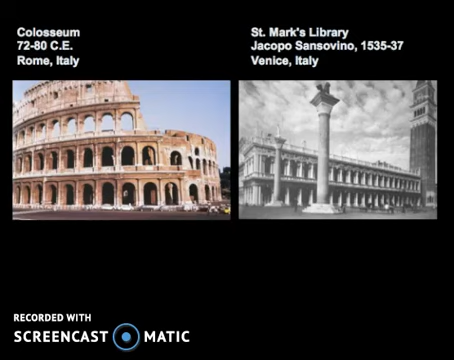 Colosseum
72-80 C.E.
Rome, Italy
St. Mark's Library
Jacopo Sansovino, 1535-37
Venice, Italy
RECORDED WITH
SCREENCAST MATIC